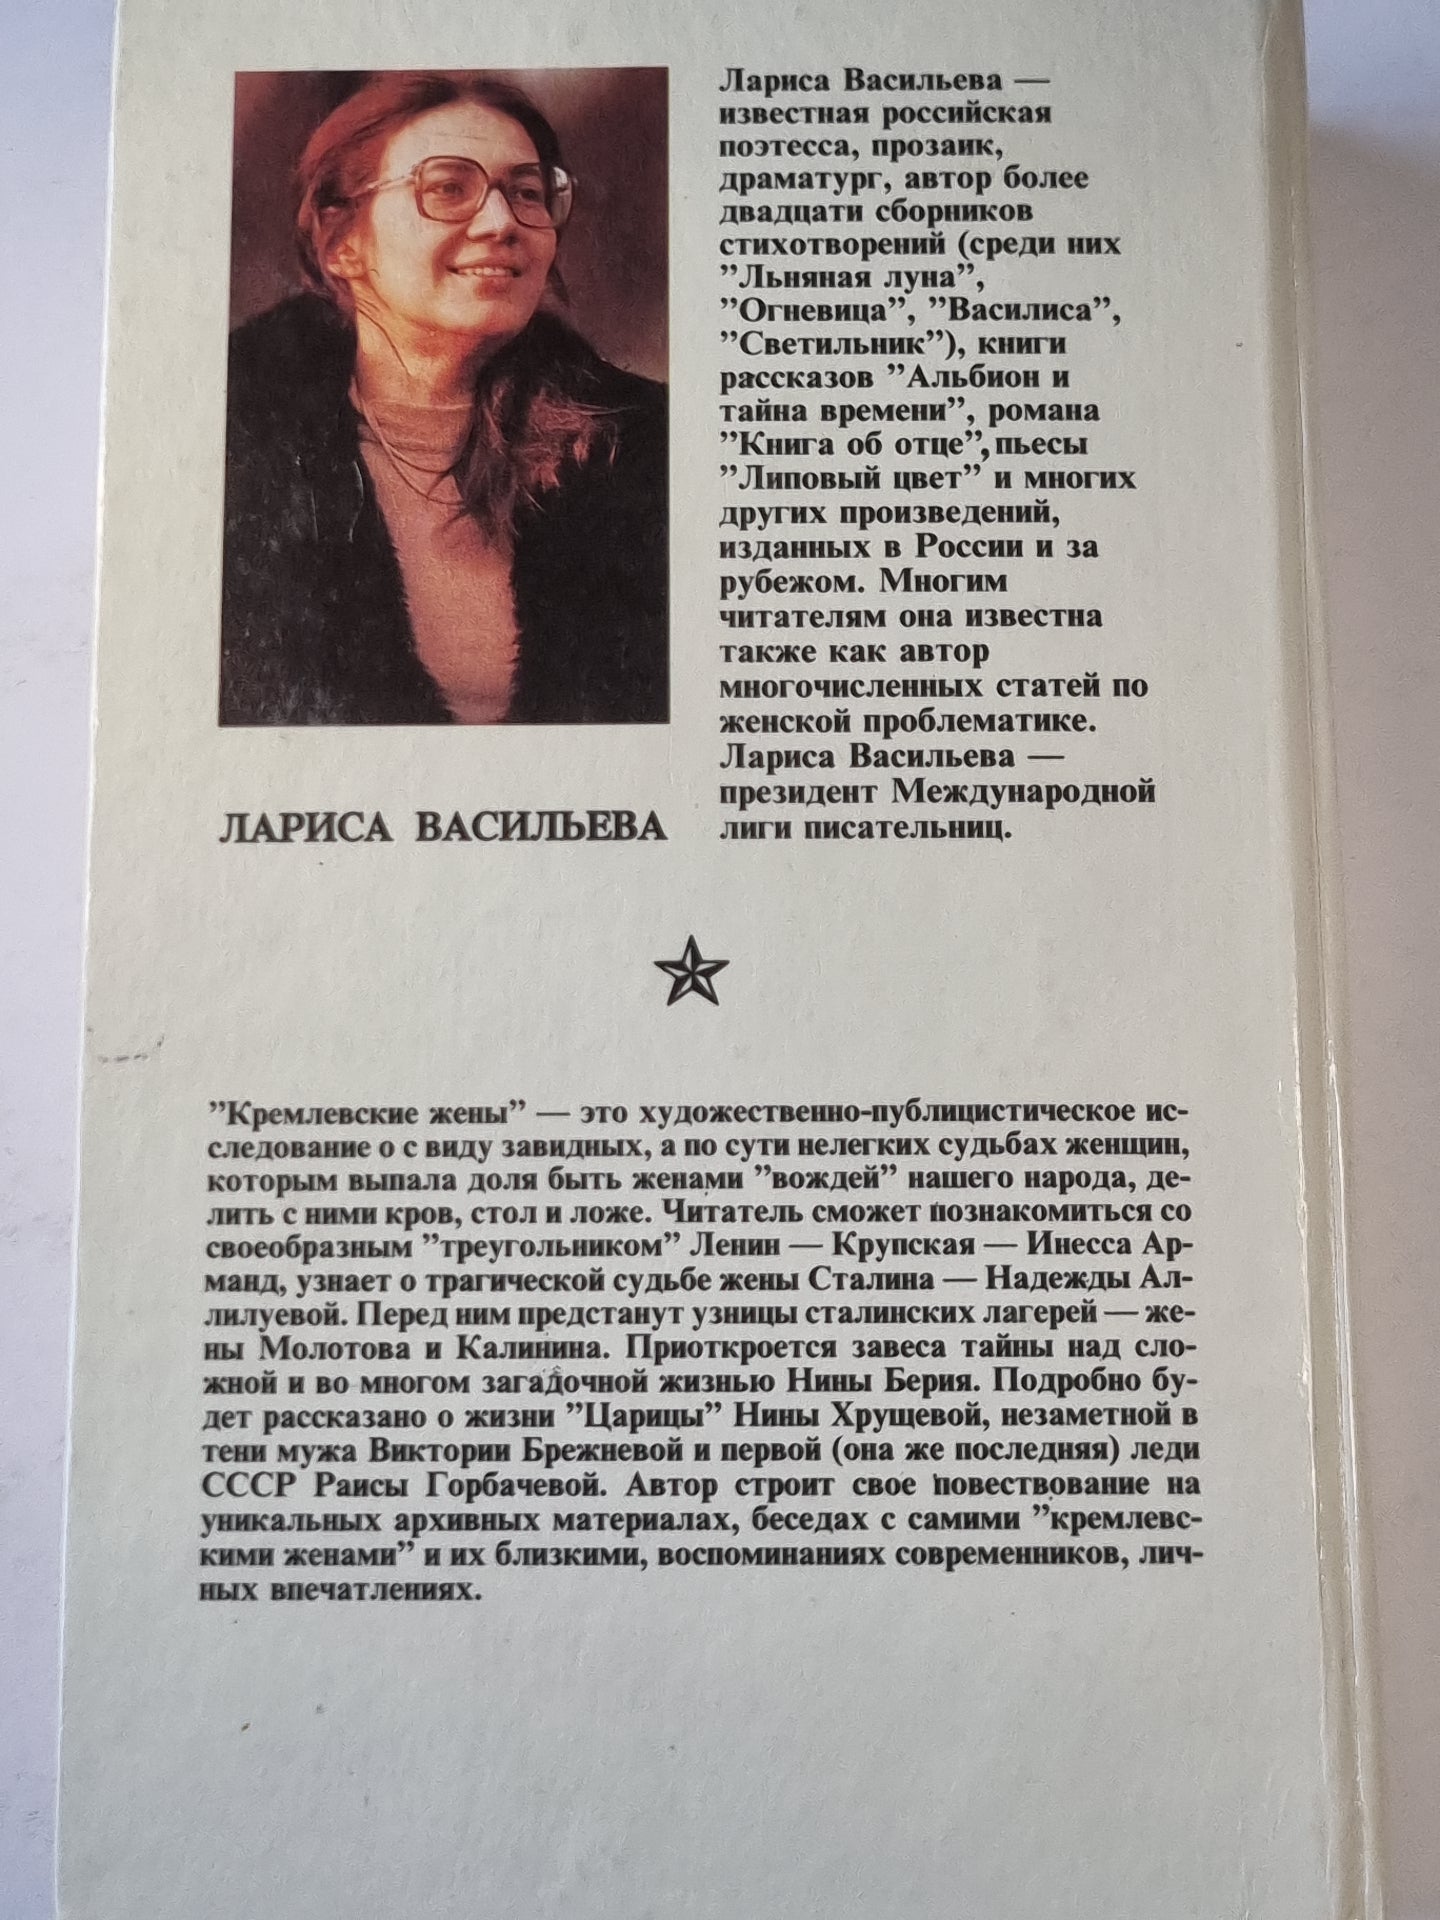 Лариса Васильева —
известная российская
поэтесса, прозаик,
драматург, автор более
двадцати сборников
стихотворений (среди них
”Льняная луна”,
”Огневица”, ”Василиса”,
”Светильник”), книги
рассказов ”Альбион и
тайна времени”, романа
”Книга об отце”, пьесы
”Липовый цвет” и многих
других произведений,
изданных в России и за
рубежом. Многим
читателям она известна
также как автор
многочисленных статей по
женской проблематике.
Лариса Васильева —
президент Международной
лиги писательниц.
ЛАРИСА ВАСИЛЬЕВА
”Кремлевские жены” — это художественно-публицистическое ис-
следование о с виду завидных, а по сути нелегких судьбах женщин,
которым выпала доля быть женами ”вождей” нашего народа, де-
лить с ними кров, стол и ложе. Читатель сможет познакомиться со
своеобразным ”треугольником” Ленин — Крупская — Инесса Ар-
манд, узнает о трагической судьбе жены Сталина — Надежды Ал-
лилуевой. Перед ним предстанут узницы сталинских лагерей — же-
ны Молотова и Калинина. Приоткроется завеса тайны над сло-
жной и во многом загадочной жизнью Нины Берия. Подробно бу-
дет рассказано о жизни ”Царицы” Нины Хрущевой, незаметной в
тени мужа Виктории Брежневой и первой (она же последняя) леди
СССР Раисы Горбачевой. Автор строит свое повествование на
уникальных архивных материалах, беседах с самими ”кремлевс-
кими женами” и их близкими, воспоминаниях современников, лич-
ных впечатлениях.